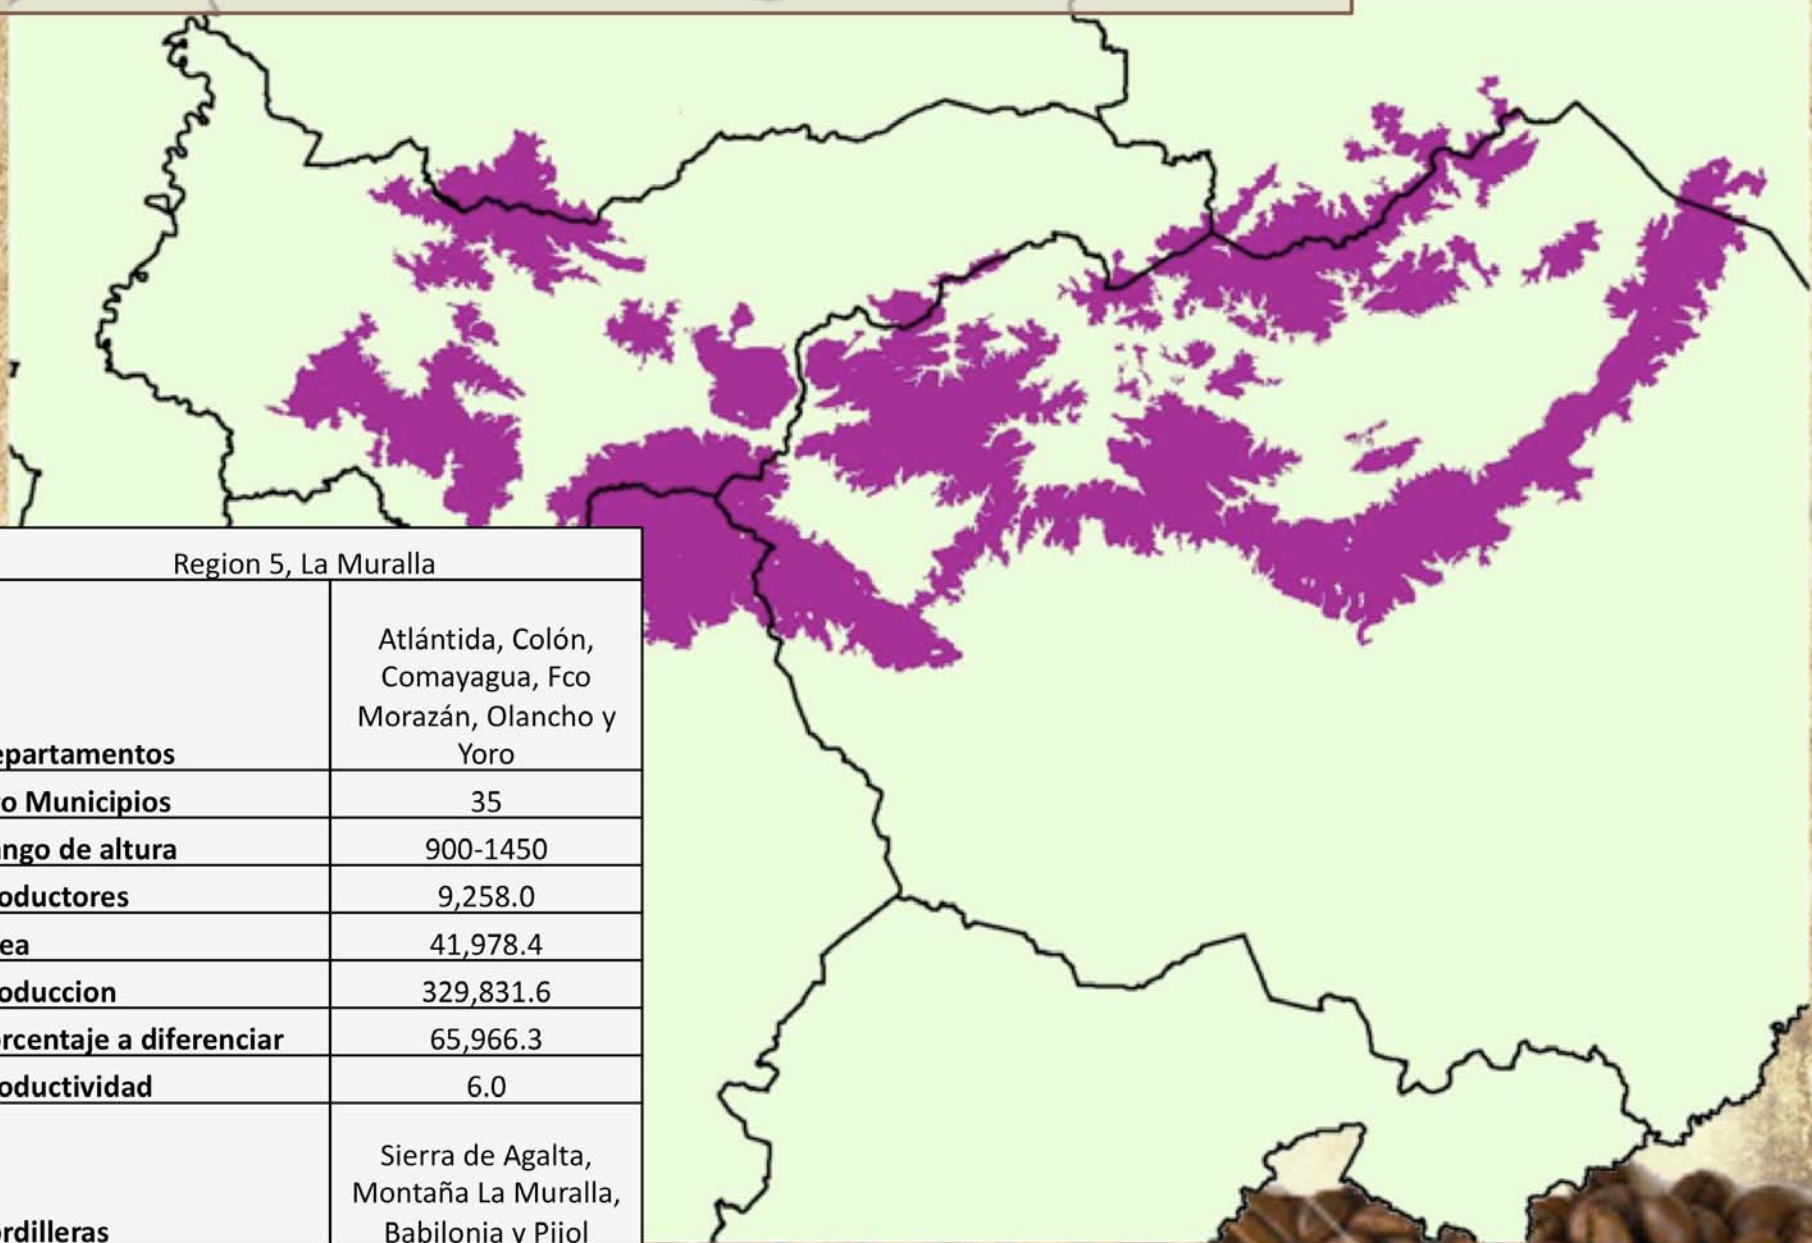 Region 5, La Muralla
Atlántida, Colón,
Comayagua, Fco
Morazán, Olancho y
epartamentos Yoro
o Municipios 35
ango de altura 900-1450
oductores 9,258.0
ea 41,978.4
oduccion 329,831.6
rcentaje a diferenciar 65,966.3
oductividad 6.0
Sierra de Agalta,
Montaña La Muralla,
rdilleras Babilonia y Pijol